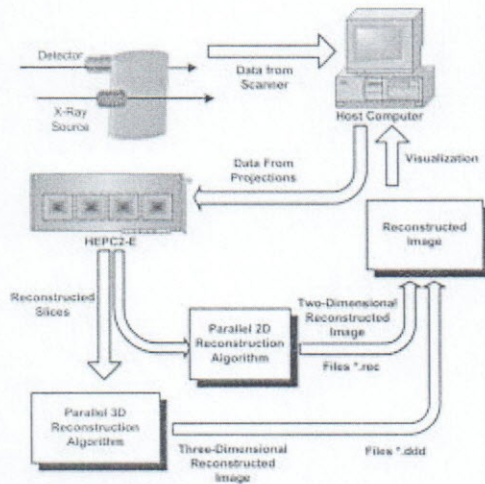 Detector
X-Ray
Source
Data from
Scanner
Host Computer
Data From
Projections
Visualization
HEPC2-E
Reconstructed
Image
Reconstructed
Slices
Parallel 2D
Reconstruction
Algorithm
Two-Dimensional
Reconstructed
Image
Files *.rec
Parallel 3D
Reconstruction
Algorithm
Three-Dimensional
Reconstructed
Image
Files *.ddd